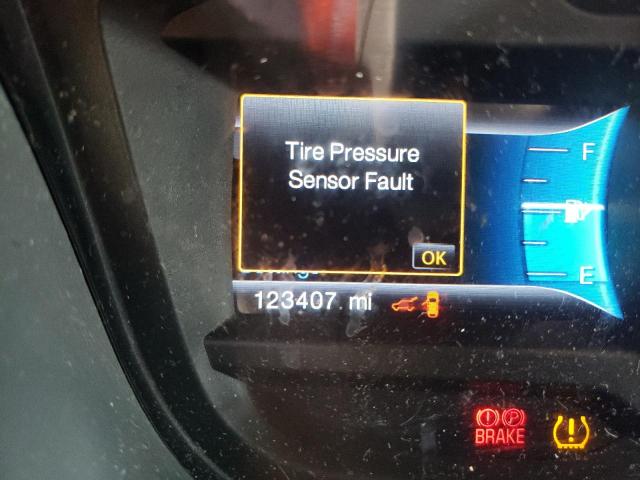 Tire Pressure
Sensor Fault
F
OK
E
123407 mi
P
BRAKE